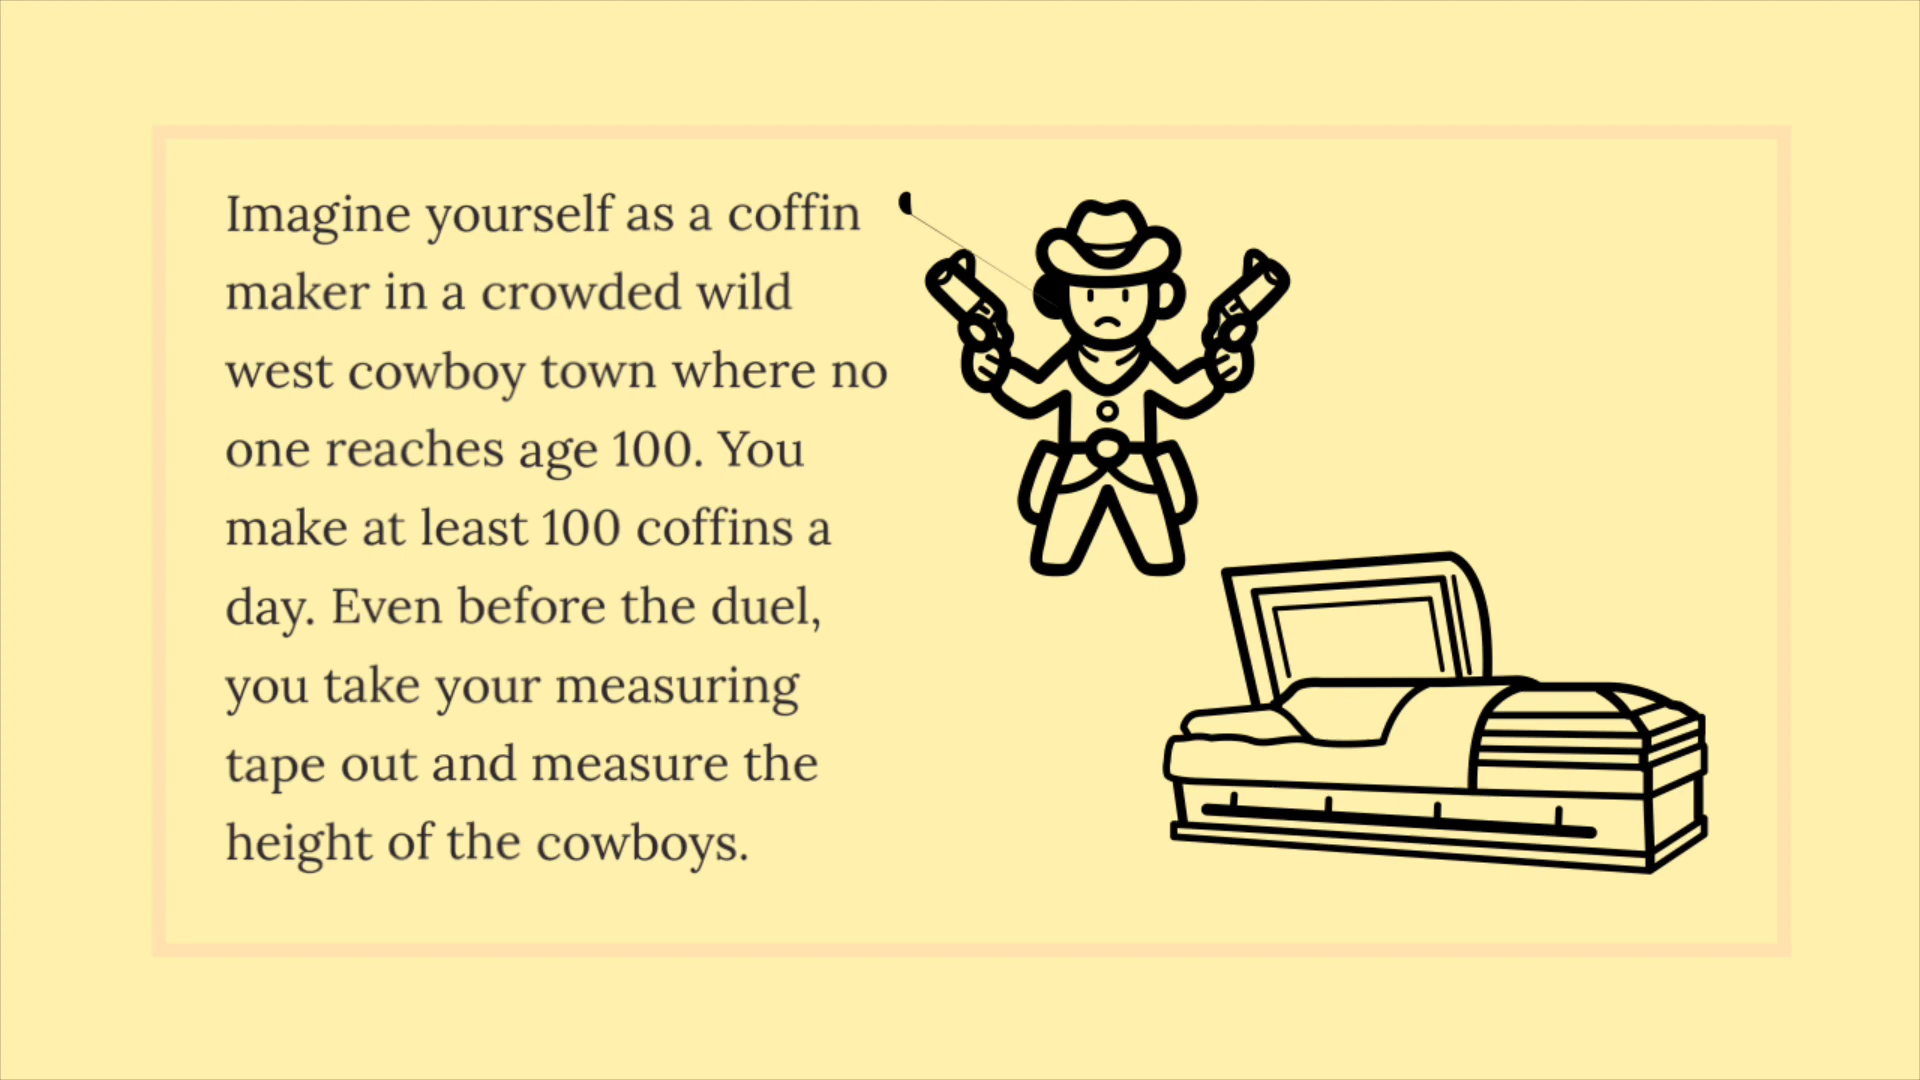 Imagine yourself as a coffin
maker in a crowded wild
west cowboy town where no
one reaches age 100. You
make at least 100 coffins a
day. Even before the duel,
you take your measuring
tape out and measure the
height of the cowboys.